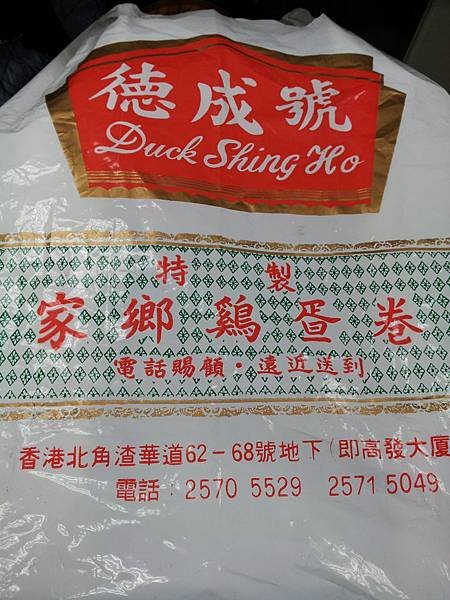 德成號
Duck Shing Ho
特製
家鄉鷄蛋卷
電話賜顧·遠近送到
香港北角渣華道62-68號地下(即高發大廈
電話:2570 5529 2571 5049